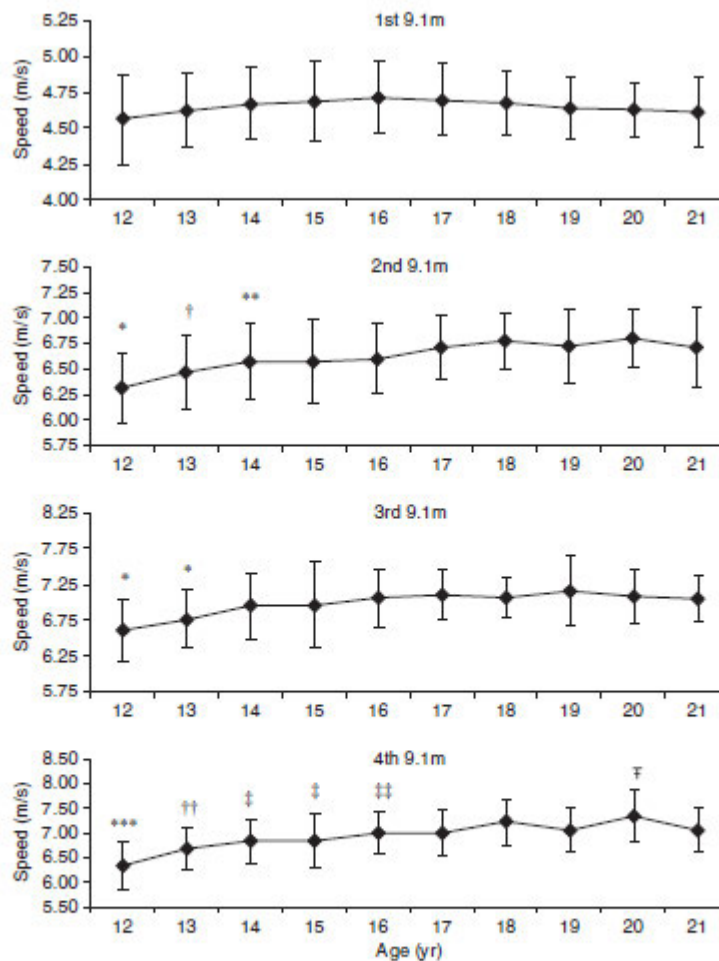 1st 9.1m
Speed (m/s)
5.25
5.00
4.75
4.50
4.25
4.00
12 13 14 15 16 17 18 19 20 21
2nd 9.1m
Speed (m/s)
7.50
7.25
7.00
6.75
6.50
6.25
6.00
5.75
* † **
12 13 14 15 16 17 18 19 20 21
3rd 9.1m
Speed (m/s)
8.25
7.75
7.25
6.75
6.25
5.75
* *
12 13 14 15 16 17 18 19 20 21
4th 9.1m
Speed (m/s)
8.50
8.00
7.50
7.00
6.50
6.00
5.50
*** †† ‡ ‡ ‡‡ Ŧ
12 13 14 15 16 17 18 19 20 21
Age (yr)